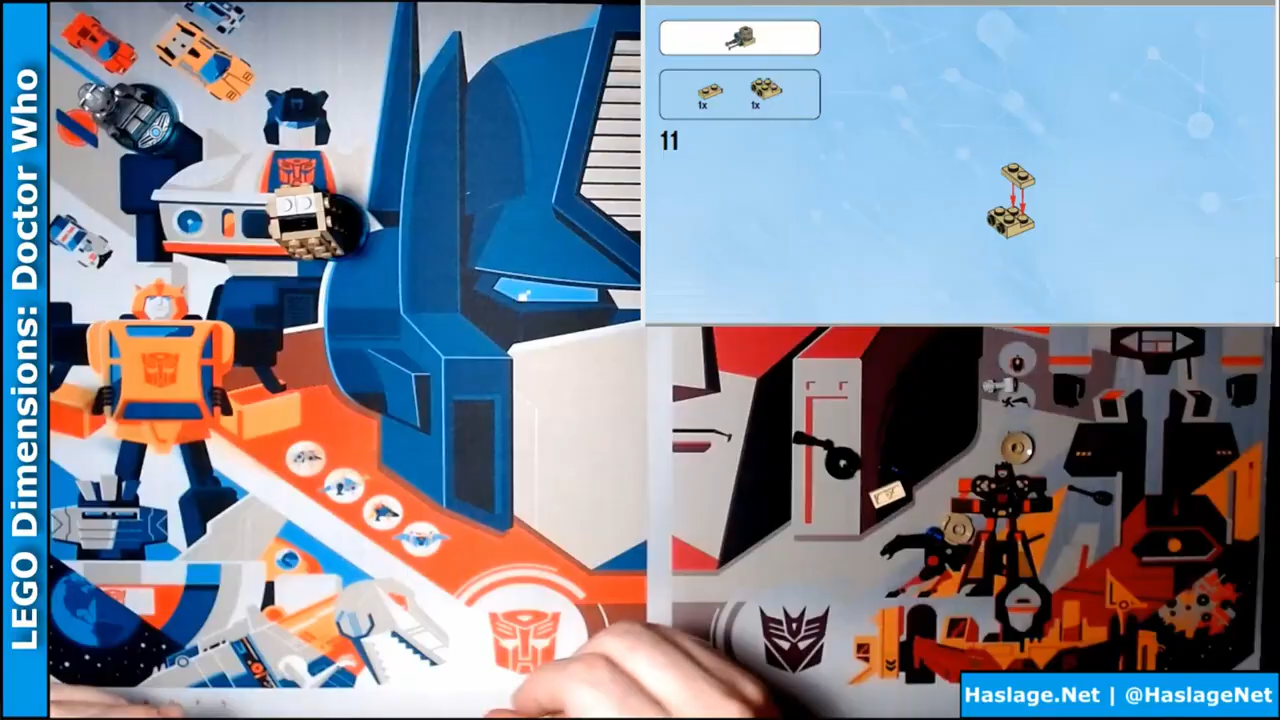 LEGO Dimensions: Doctor Who
1x
1x
11
Haslage.Net | @HaslageNet